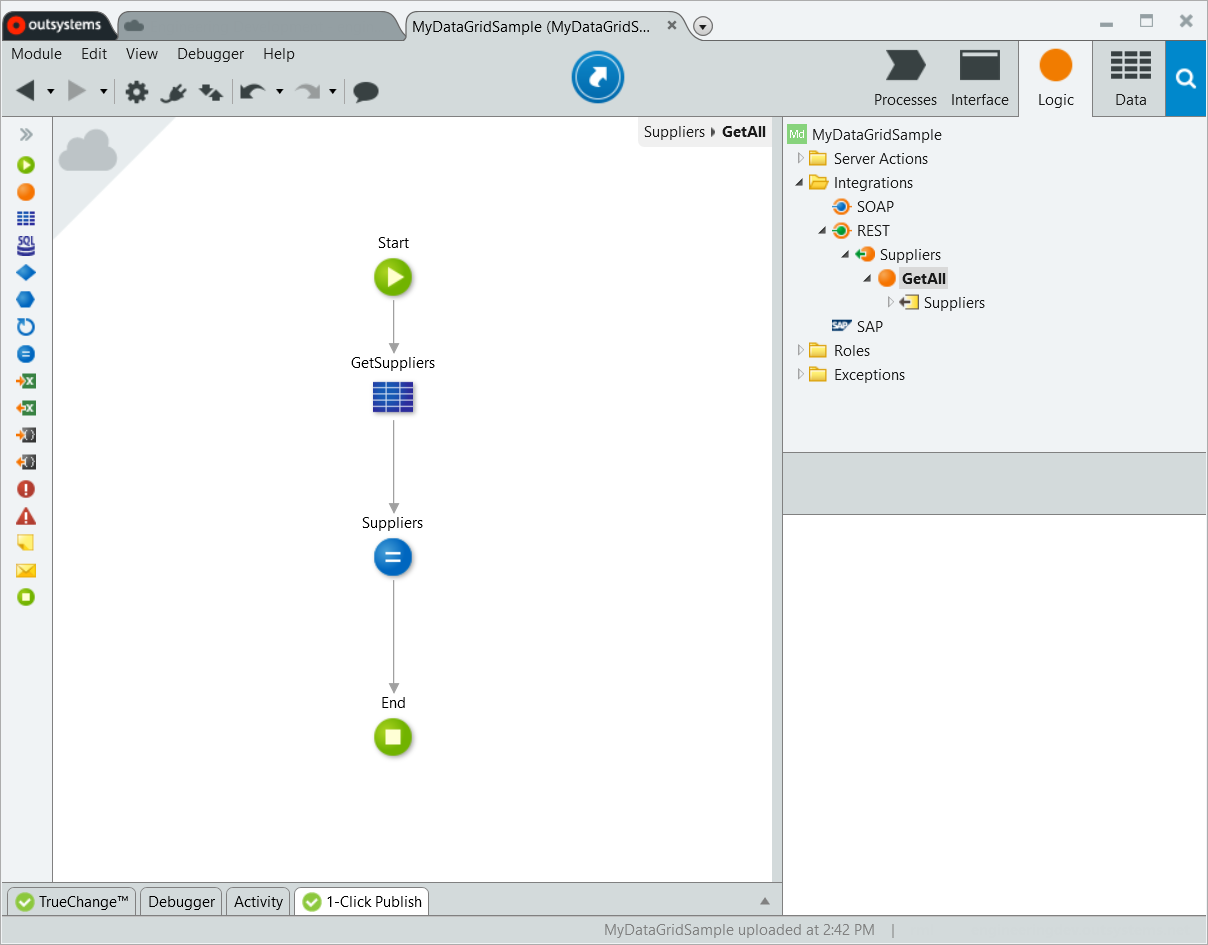 outsystems
MyDataGridSample (MyDataGridS...
Module Edit View Debugger Help
Processes Interface Logic Data
Suppliers GetAll
SQL
Start
GetSuppliers
Suppliers
End
Md MyDataGridSample
Server Actions
Integrations
SOAP
REST
Suppliers
GetAll
Suppliers
SAP SAP
Roles
Exceptions
TrueChange™ Debugger Activity 1-Click Publish
MyDataGridSample uploaded at 2:42 PM |